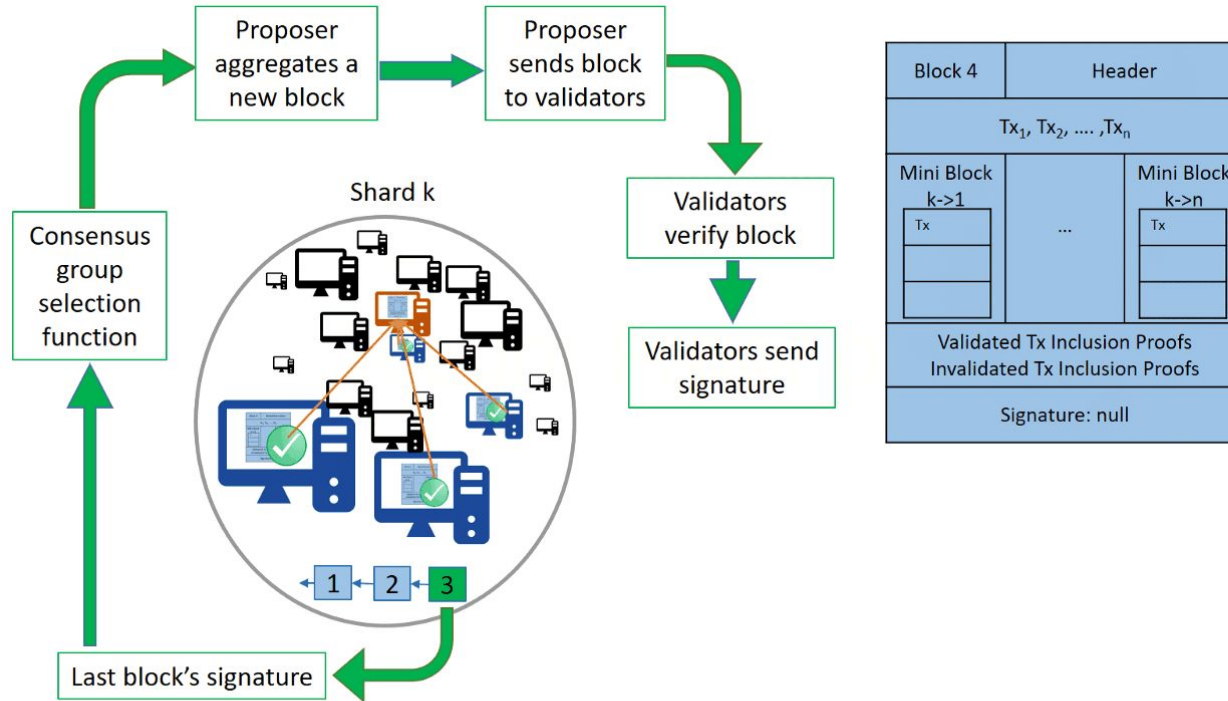 Proposer
aggregates a
new block
Proposer
sends block
to validators
Validators
verify block
Validators send
signature
Consensus
group
selection
function
Shard k
1
2
3
Last block's signature
Block 4
Header
Tx₁, Tx₂, .... ,Txₙ
Mini Block
k->1
Tx
...
Mini Block
k->n
Tx
Validated Tx Inclusion Proofs
Invalidated Tx Inclusion Proofs
Signature: null